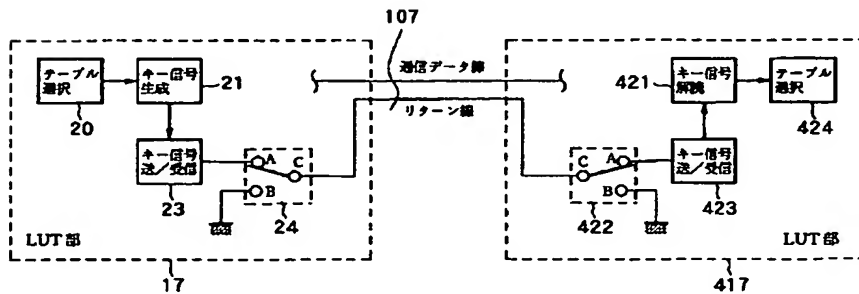 107
テーブル
選択
20
キー信号
生成
21
通信データ線
リターン線
421
キー信号
解読
テーブル
選択
424
キー信号
送/受信
23
A
C
B
24
C
A
B
422
キー信号
送/受信
423
LUT部
LUT部
17
417